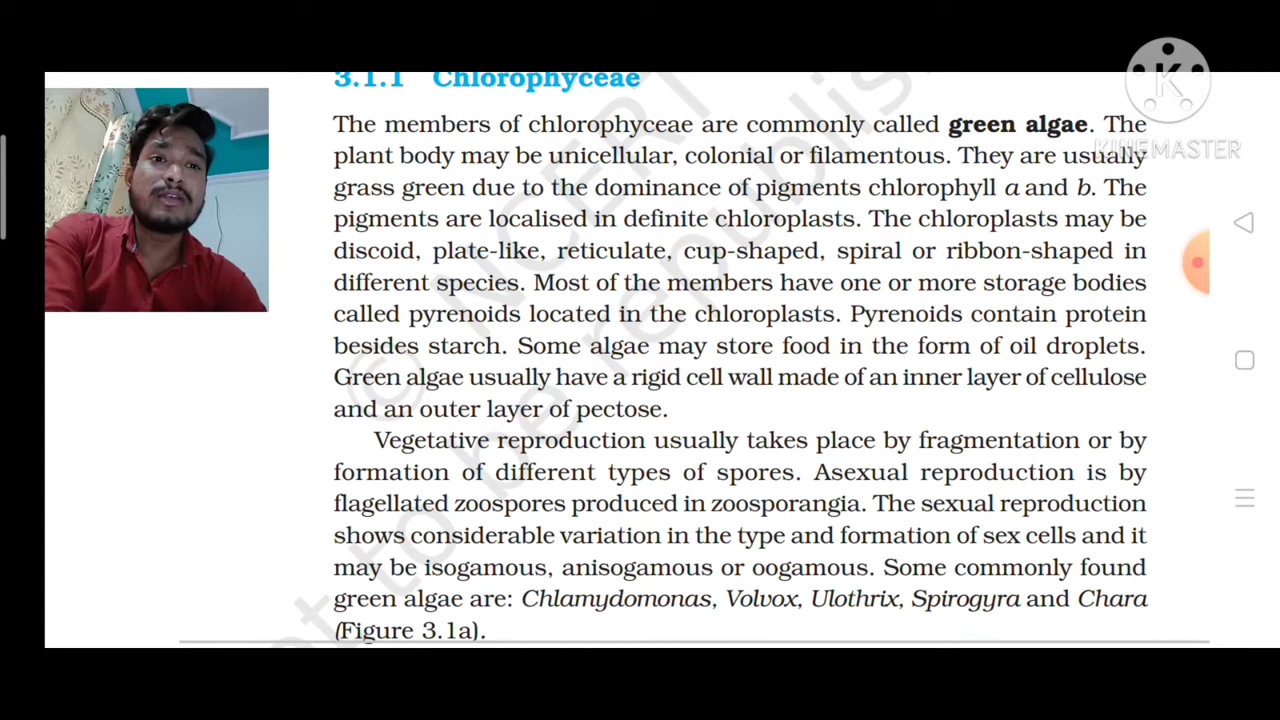 3.1.1 Chlorophyceae
The members of chlorophyceae are commonly called green algae. The
plant body may be unicellular, colonial or filamentous. They are usually
grass green due to the dominance of pigments chlorophyll a and b. The
pigments are localised in definite chloroplasts. The chloroplasts may be
discoid, plate-like, reticulate, cup-shaped, spiral or ribbon-shaped in
different species. Most of the members have one or more storage bodies
called pyrenoids located in the chloroplasts. Pyrenoids contain protein
besides starch. Some algae may store food in the form of oil droplets.
Green algae usually have a rigid cell wall made of an inner layer of cellulose
and an outer layer of pectose.
Vegetative reproduction usually takes place by fragmentation or by
formation of different types of spores. Asexual reproduction is by
flagellated zoospores produced in zoosporangia. The sexual reproduction
shows considerable variation in the type and formation of sex cells and it
may be isogamous, anisogamous or oogamous. Some commonly found
green algae are: Chlamydomonas, Volvox, Ulothrix, Spirogyra and Chara
(Figure 3.1a).
K
KINEMASTER
© NCERT
not to be republis